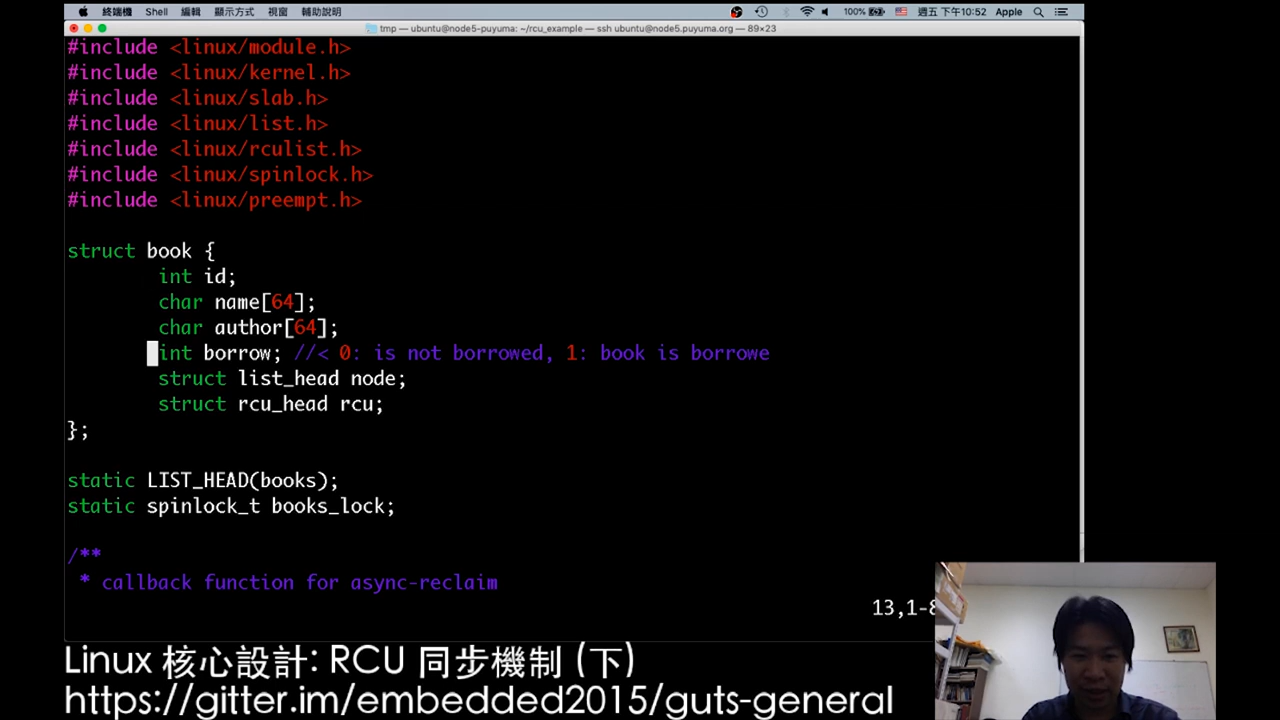 終端機 Shell 編輯 顯示方式 視窗 輔助說明 100% 週五 下午10:52 Apple
tmp — ubuntu@node5-puyuma: ~/rcu_example — ssh ubuntu@node5.puyuma.org — 89×23
#include <linux/module.h>
#include <linux/kernel.h>
#include <linux/slab.h>
#include <linux/list.h>
#include <linux/rculist.h>
#include <linux/spinlock.h>
#include <linux/preempt.h>
struct book {
int id;
char name[64];
char author[64];
int borrow; //< 0: is not borrowed, 1: book is borrowe
struct list_head node;
struct rcu_head rcu;
};
static LIST_HEAD(books);
static spinlock_t books_lock;
/**
* callback function for async-reclaim
13,1-8
Linux 核心設計: RCU 同步機制 (下)
https://gitter.im/embedded2015/guts-general